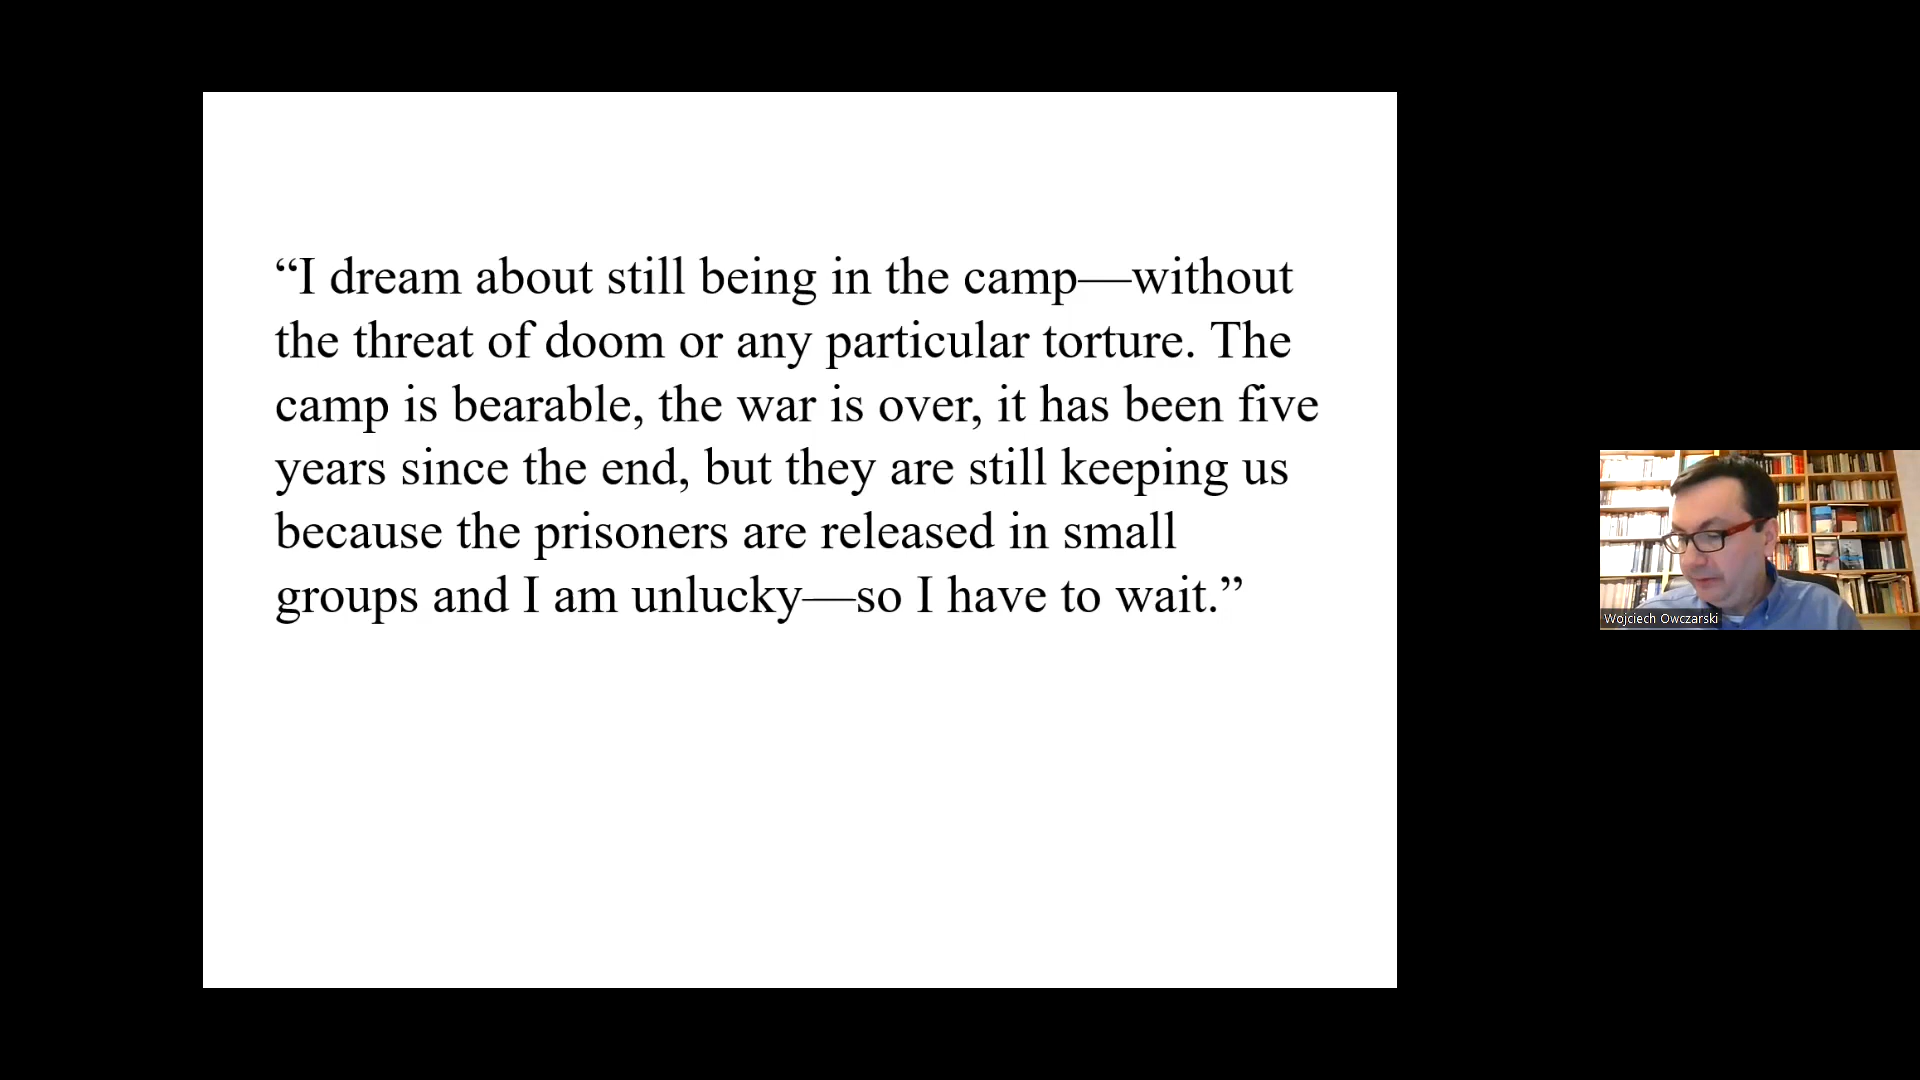 “I dream about still being in the camp—without
the threat of doom or any particular torture. The
camp is bearable, the war is over, it has been five
years since the end, but they are still keeping us
because the prisoners are released in small
groups and I am unlucky—so I have to wait.”
Wojciech Owczarski